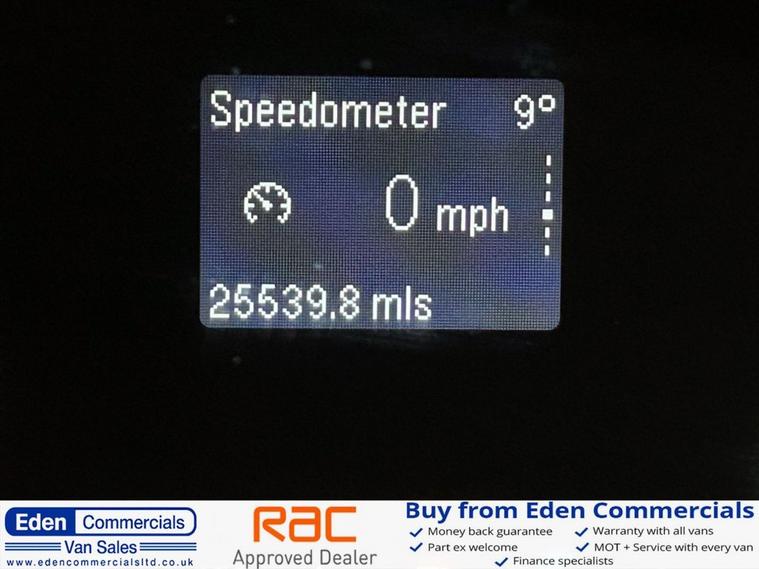 Speedometer 9°
0 mph
25539.8 mls
Eden Commercials
Van Sales
www.edencommercialsltd.co.uk
RAC
Approved Dealer
Buy from Eden Commercials
Money back guarantee Warranty with all vans
Part ex welcome MOT + Service with every van
Finance specialists